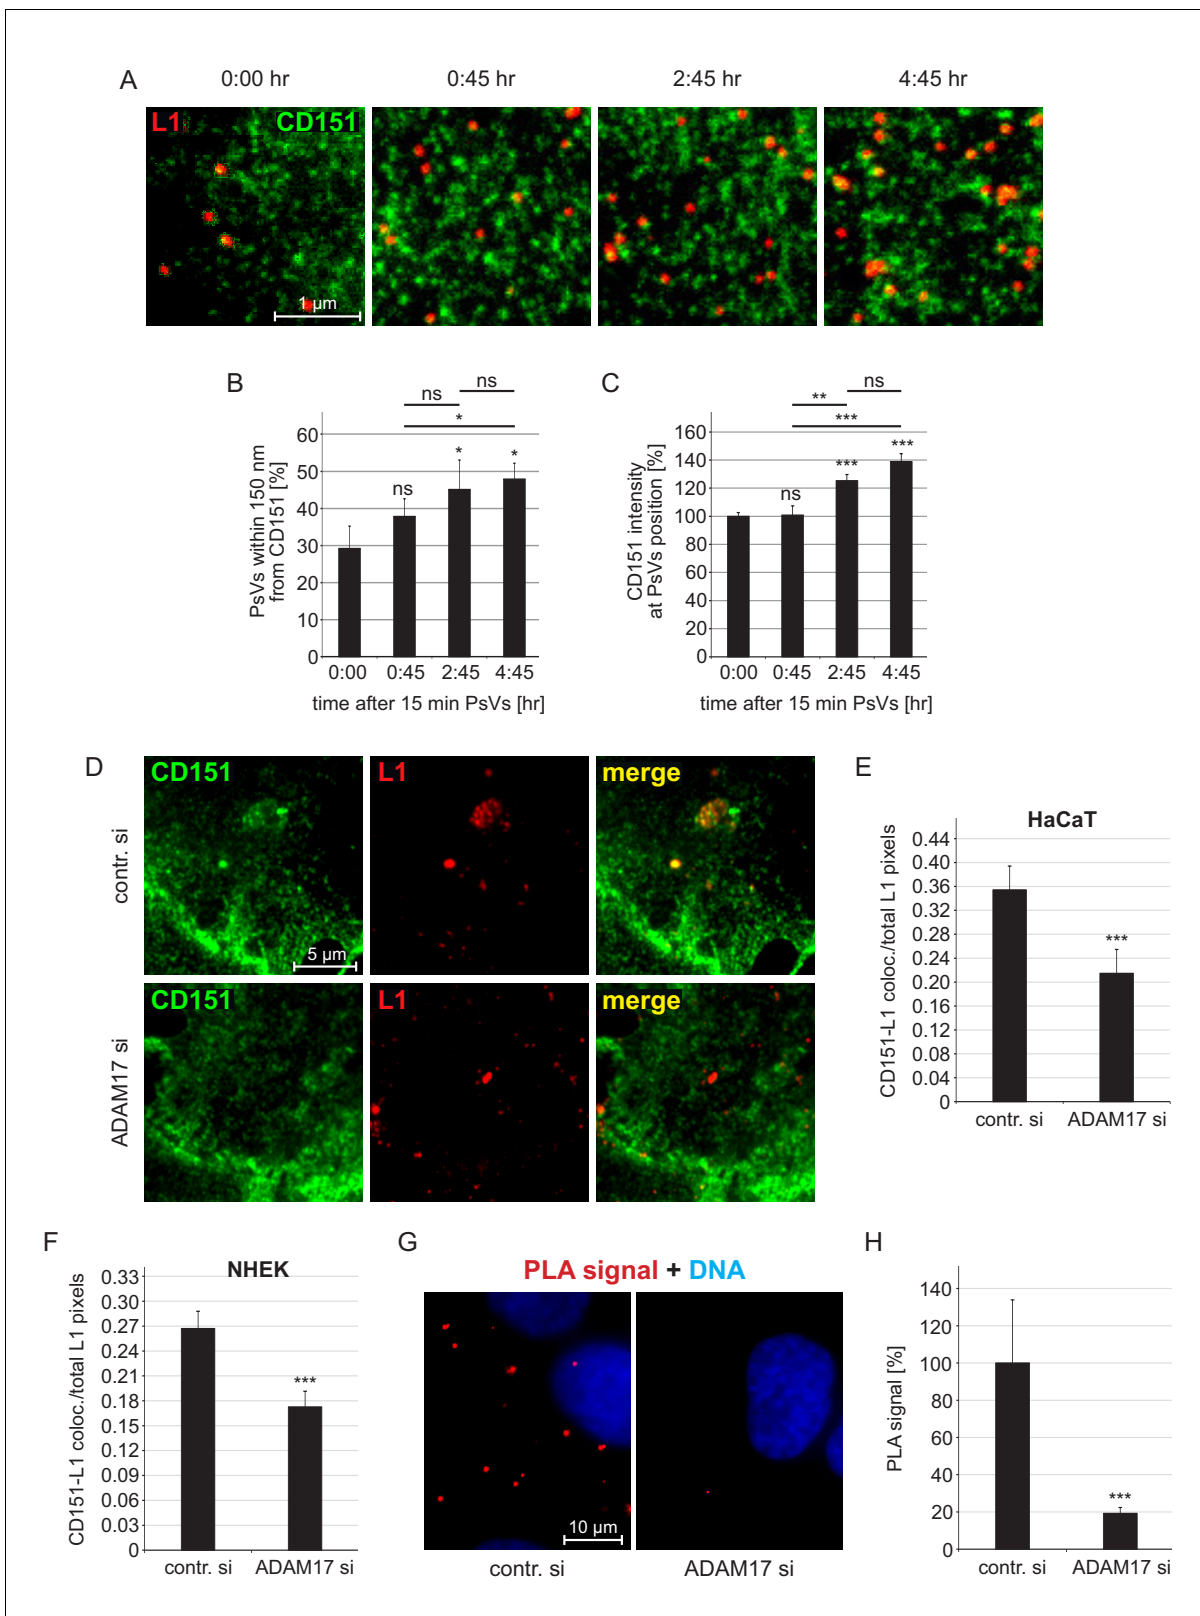 A
0:00 hr
0:45 hr
2:45 hr
4:45 hr
L1
CD151
1 µm
B
ns
ns
*
60
50
40
30
20
10
0
PsVs within 150 nm
from CD151 [%]
ns
*
*
0:00
0:45
2:45
4:45
time after 15 min PsVs [hr]
C
ns
**
***
160
140
120
100
80
60
40
20
0
CD151 intensity
at PsVs position [%]
ns
***
***
0:00
0:45
2:45
4:45
time after 15 min PsVs [hr]
D
CD151
L1
merge
contr. si
5 µm
CD151
L1
merge
ADAM17 si
E
HaCaT
CD151-L1 coloc./total L1 pixels
0.44
0.40
0.36
0.32
0.28
0.24
0.20
0.16
0.12
0.08
0.04
0
***
contr. si
ADAM17 si
F
NHEK
CD151-L1 coloc./total L1 pixels
0.33
0.30
0.27
0.24
0.21
0.18
0.15
0.12
0.09
0.06
0.03
0
***
contr. si
ADAM17 si
G
PLA signal + DNA
10 µm
contr. si
ADAM17 si
H
PLA signal [%]
140
120
100
80
60
40
20
0
***
contr. si
ADAM17 si